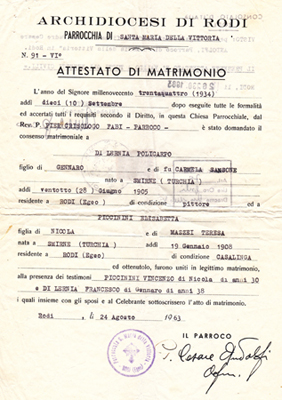 ARCHIDIOCESI DI RODI
PARROCCHIA DI SANTA MARIA DELLA VITTORIA
N. 91 - VI°
ATTESTATO DI MATRIMONIO
L'anno del Signore millenovecento trentaquattro (1934)
addì dieci (10) Settembre dopo eseguite tutte le formalità
ed accertati tutti i requisiti secondo il Diritto, in questa Chiesa Parrocchiale, dal
Rev. P. FABI - PARROCO - è stato domandato il
consenso matrimoniale a
DI LERNIA POLICARPO
figlio di GENNARO e di fu CARMELA SANSONE
nato a SMIRNE (TURCHIA)
addì ventotto (28) Giugno 1905
residente a RODI (Egeo) di condizione pittore ed a
PICCININI ELISABETTA
figlia di NICOLA e di MAZZEI TERESA
nata a SMIRNE (TURCHIA) addì 19 Gennaio 1908
residente a RODI (Egeo) di condizione CASALINGA
ed ottenutolo, furono uniti in legittimo matrimonio,
alla presenza dei testimoni PICCININI VINCENZO di Nicola di anni 30
e DI LERNIA FRANCESCO di Gennaro di anni 38
i quali insieme con gli sposi e al Celebrante sottoscrissero l'atto di matrimonio.
Rodi, li 24 Agosto 1963
IL PARROCO